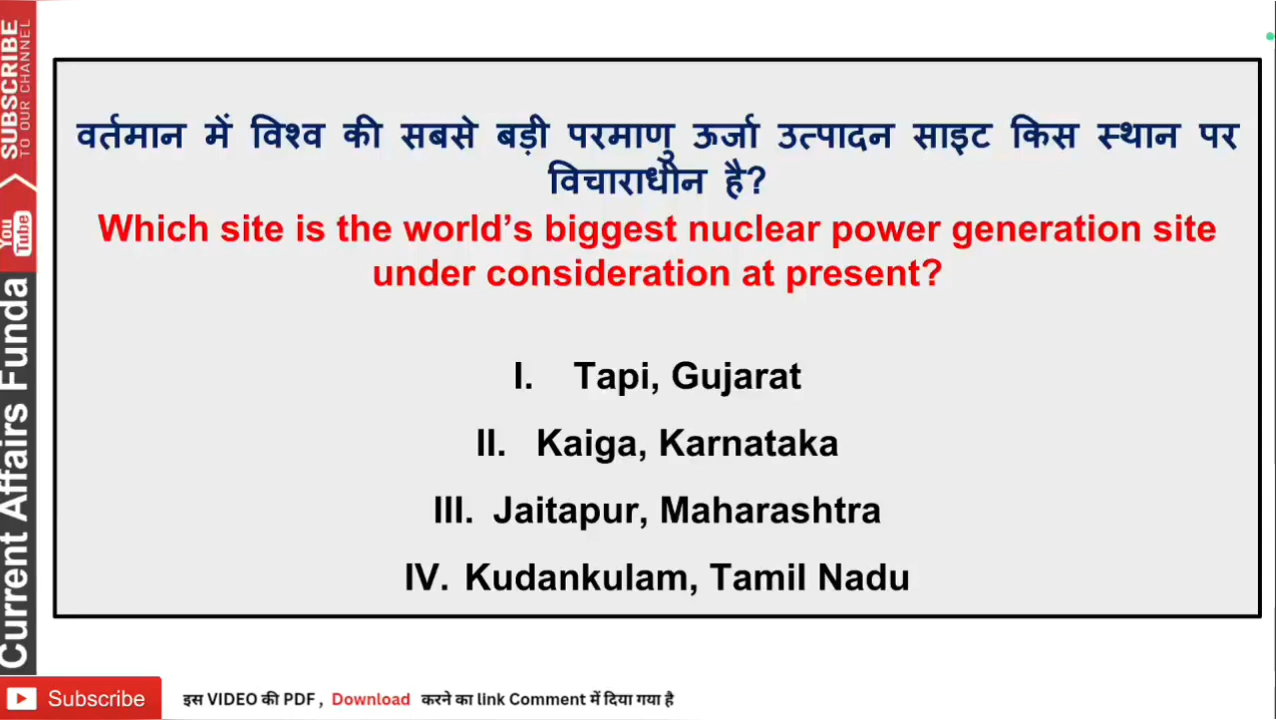 SUBSCRIBE
TO OUR CHANNEL
You
Tube
Current Affairs Funda
वर्तमान में विश्व की सबसे बड़ी परमाणु ऊर्जा उत्पादन साइट किस स्थान पर
विचाराधीन है?
Which site is the world’s biggest nuclear power generation site
under consideration at present?
I. Tapi, Gujarat
II. Kaiga, Karnataka
III. Jaitapur, Maharashtra
IV. Kudankulam, Tamil Nadu
Subscribe
इस VIDEO की PDF , Download करने का link Comment में दिया गया है